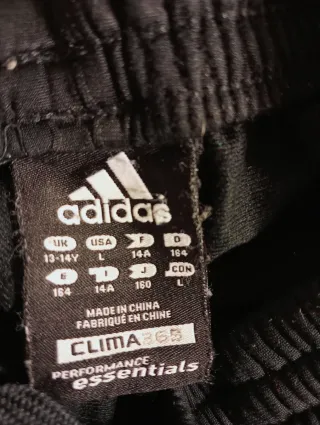 adidas
UK USA F D
13-14Y L 14A 164
E I J CDN
164 14A 160 L
MADE IN CHINA
FABRIQUÉ EN CHINE
CLIMA365
PERFORMANCE
essentials